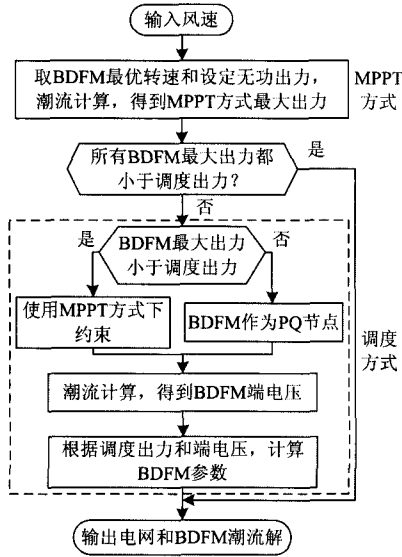 输入风速
取BDFM最优转速和设定无功出力，
潮流计算，得到MPPT方式最大出力
MPPT
方式
所有BDFM最大出力都
小于调度出力？
是
否
是
BDFM最大出力
小于调度出力
否
使用MPPT方式下
约束
BDFM作为PQ节点
调度
方式
潮流计算，得到BDFM端电压
根据调度出力和端电压，计算
BDFM参数
输出电网和BDFM潮流解